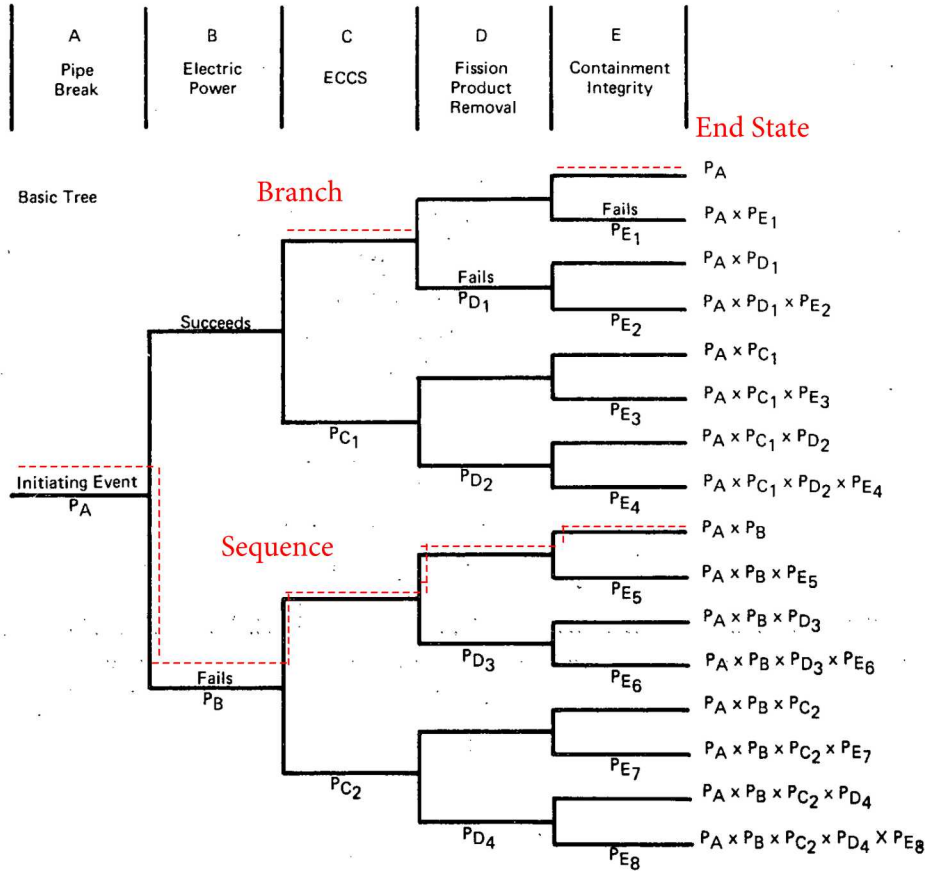 A B C D E
Pipe Break
Electric Power
ECCS
Fission Product Removal
Containment Integrity
End State
Basic Tree
Branch
P_A
Fails
P_E1
P_A x P_E1
P_A x P_D1
Fails
P_D1
P_A x P_D1 x P_E2
P_E2
Succeeds
P_A x P_C1
P_A x P_C1 x P_E3
P_E3
P_C1
P_A x P_C1 x P_D2
P_D2
P_A x P_C1 x P_D2 x P_E4
P_E4
Initiating Event
P_A
Sequence
P_A x P_B
P_A x P_B x P_E5
P_E5
P_A x P_B x P_D3
P_D3
P_A x P_B x P_D3 x P_E6
P_E6
Fails
P_B
P_A x P_B x P_C2
P_A x P_B x P_C2 x P_E7
P_E7
P_C2
P_A x P_B x P_C2 x P_D4
P_D4
P_A x P_B x P_C2 x P_D4 X P_E8
P_E8